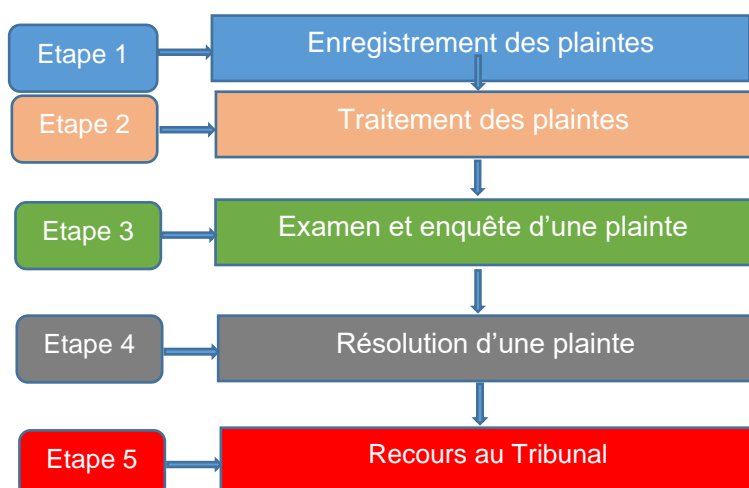 Etape 1
Enregistrement des plaintes
Etape 2
Traitement des plaintes
Etape 3
Examen et enquête d’une plainte
Etape 4
Résolution d’une plainte
Etape 5
Recours au Tribunal